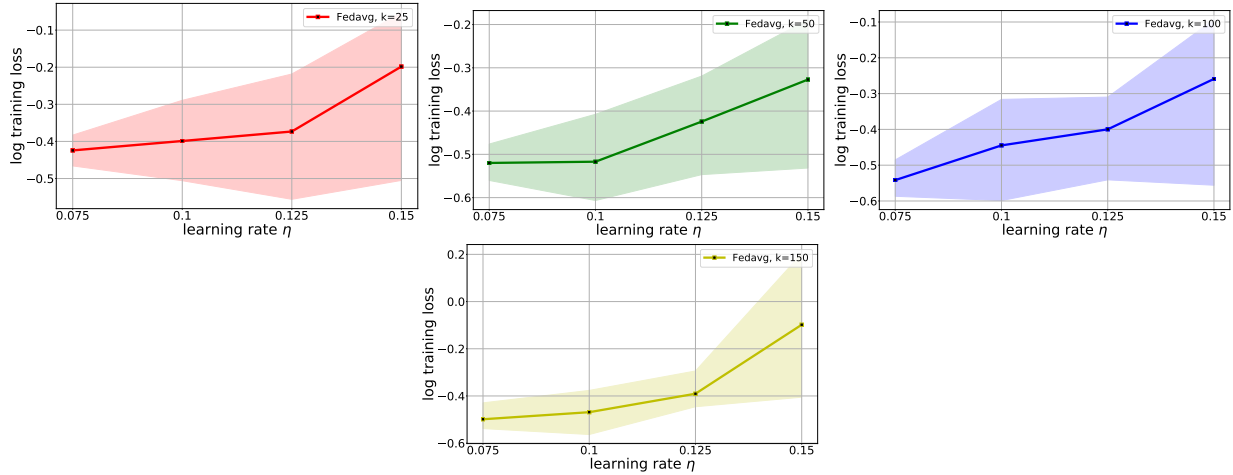 Fedavg, k=25
−0.1
−0.2
−0.3
−0.4
−0.5
log training loss
0.075 0.1 0.125 0.15
learning rate η
Fedavg, k=50
−0.2
−0.3
−0.4
−0.5
−0.6
log training loss
0.075 0.1 0.125 0.15
learning rate η
Fedavg, k=100
−0.1
−0.2
−0.3
−0.4
−0.5
−0.6
log training loss
0.075 0.1 0.125 0.15
learning rate η
Fedavg, k=150
0.2
0.0
−0.2
−0.4
−0.6
log training loss
0.075 0.1 0.125 0.15
learning rate η